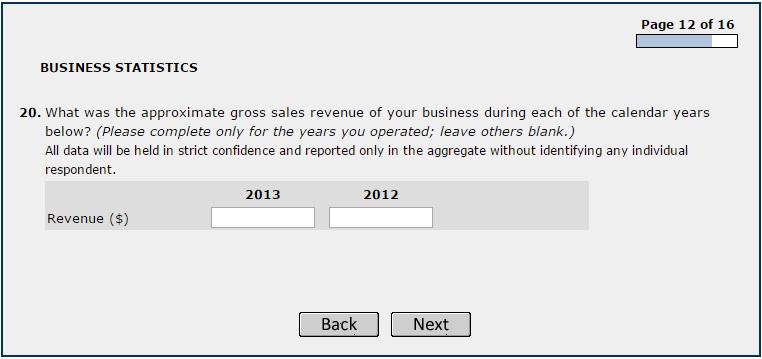 Page 12 of 16
BUSINESS STATISTICS
20. What was the approximate gross sales revenue of your business during each of the calendar years
below? (Please complete only for the years you operated; leave others blank.)
All data will be held in strict confidence and reported only in the aggregate without identifying any individual
respondent.
2013 2012
Revenue ($)
Back Next